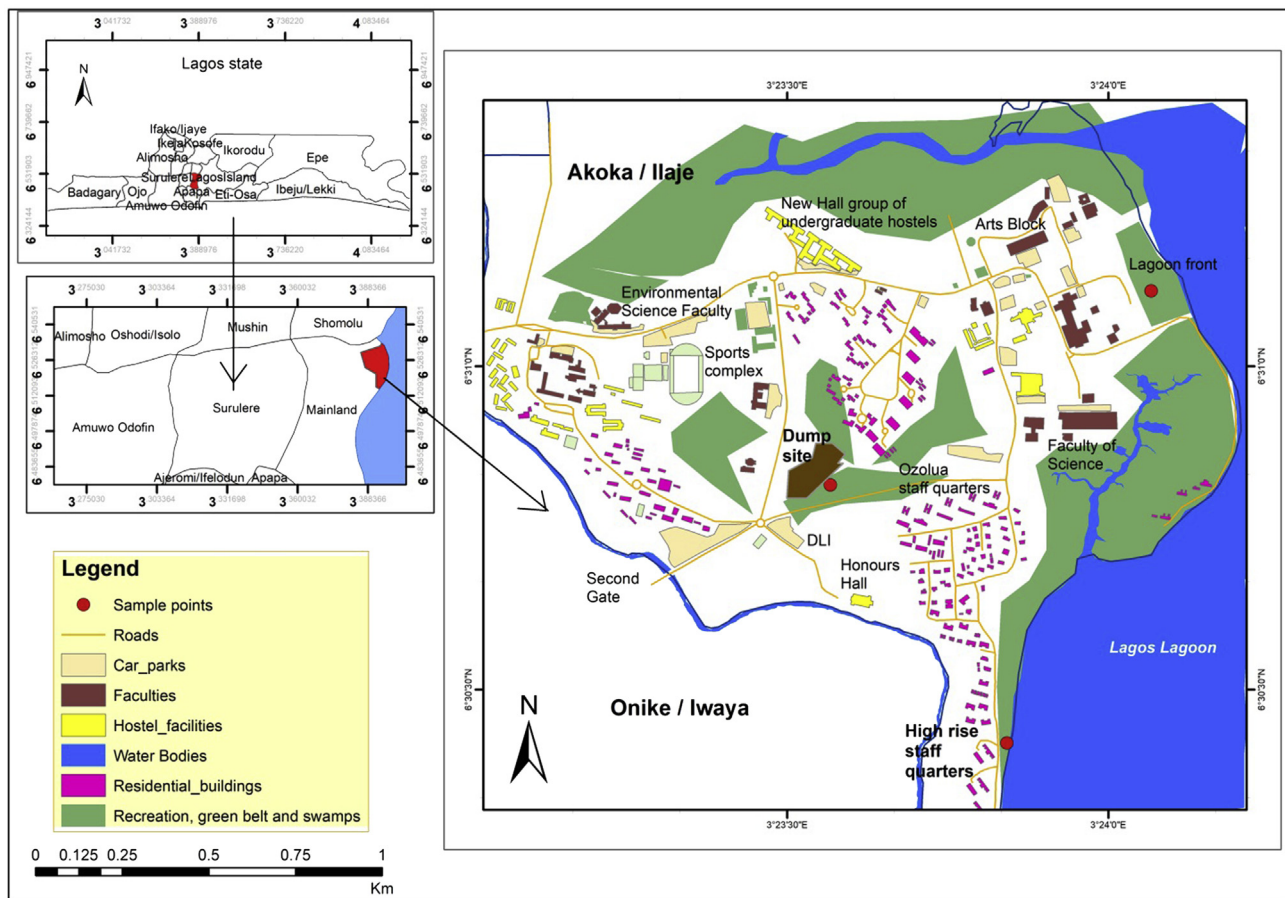 3 041732 3 388976 3 736220 4 083464
Lagos state
N
6 947421
6 739662
6 531903
6 324144
Ifako/Ijaye
Ikeja Kosofe
Alimosho
Ikorodu
Epe
Surulere Lagos Island
Badagary
Ojo
Apapa
Eti-Osa
Ibeju/Lekki
Amuwo Odofin
3 041732 3 388976 3 736220 4 083464
3 275030 3 303364 3 331698 3 360032 3 388366
Alimosho
Oshodi/Isolo
Mushin
Shomolu
Surulere
Mainland
Amuwo Odofin
Ajeromi/Ifelodun
Apapa
3 275030 3 303364 3 331698 3 360032 3 388366
Legend
Sample points
Roads
Car_parks
Faculties
Hostel_facilities
Water Bodies
Residential_buildings
Recreation, green belt and swamps
0 0.125 0.25 0.5 0.75 1
Km
3°23'30"E 3°24'0"E
Akoka / Ilaje
New Hall group of
undergraduate hostels
Arts Block
Lagoon front
Environmental
Science Faculty
Sports
complex
6°31'0"N
6°31'0"N
Dump
site
Faculty of
Science
Ozolua
staff quarters
DLI
Second
Gate
Honours
Hall
Lagos Lagoon
6°30'30"N
6°30'30"N
N
Onike / Iwaya
High rise
staff
quarters
3°23'30"E 3°24'0"E